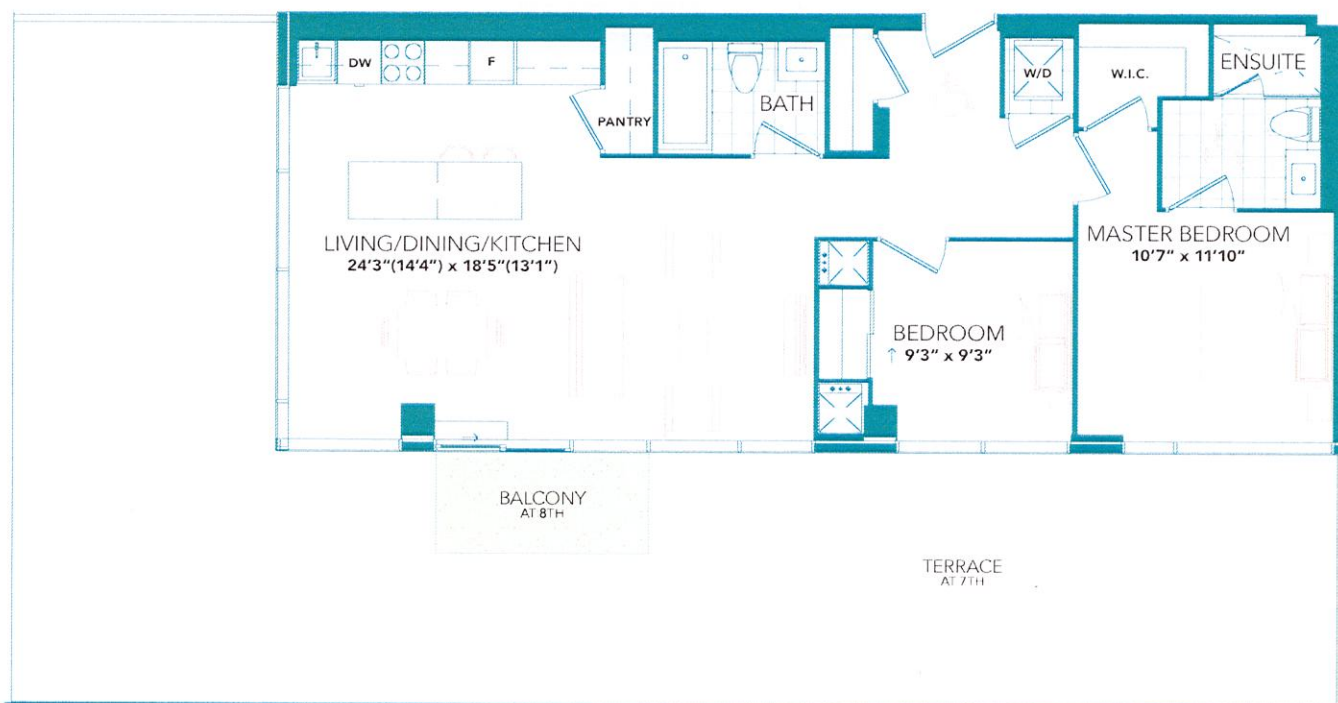 DW
F
PANTRY
BATH
W/D
W.I.C.
ENSUITE
LIVING/DINING/KITCHEN
24'3"(14'4") x 18'5"(13'1")
MASTER BEDROOM
10'7" x 11'10"
BEDROOM
↑ 9'3" x 9'3"
BALCONY
AT 8TH
TERRACE
AT 7TH